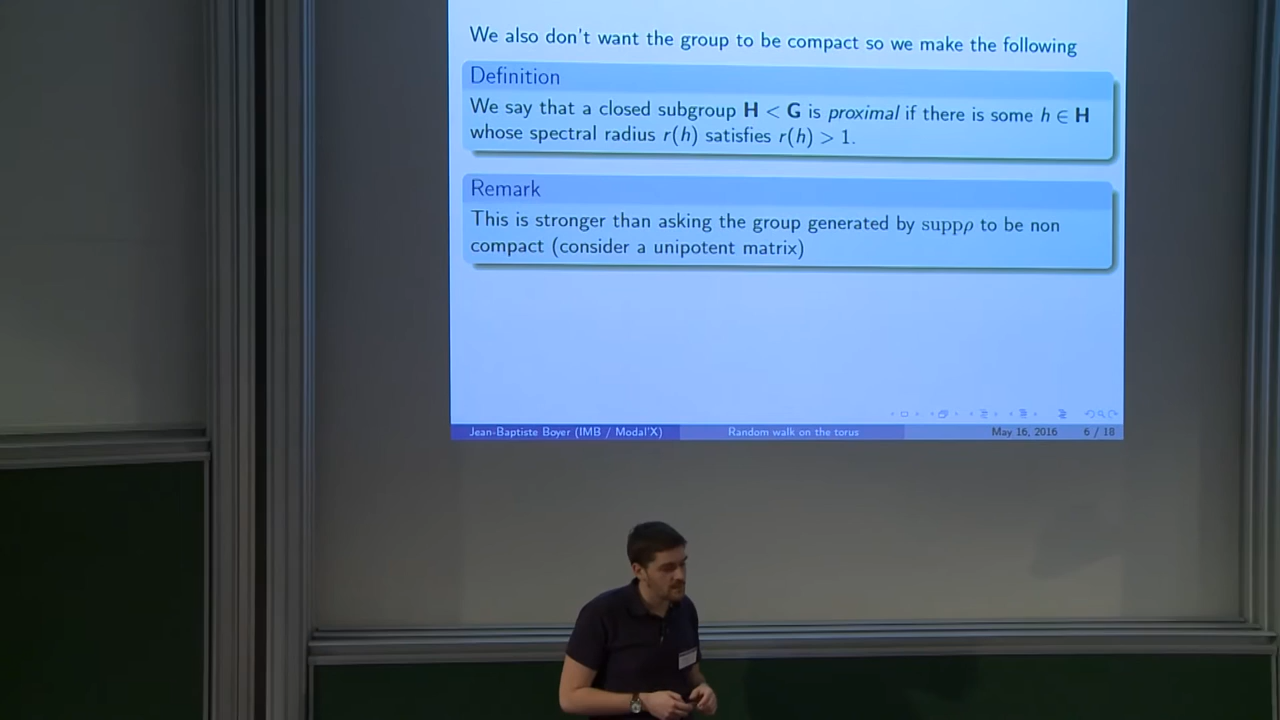 We also don't want the group to be compact so we make the following
Definition
We say that a closed subgroup H < G is proximal if there is some h ∈ H
whose spectral radius r(h) satisfies r(h) > 1.
Remark
This is stronger than asking the group generated by suppρ to be non
compact (consider a unipotent matrix)
Jean-Baptiste Boyer (IMB / Modal'X) Random walk on the torus May 16, 2016 6 / 18